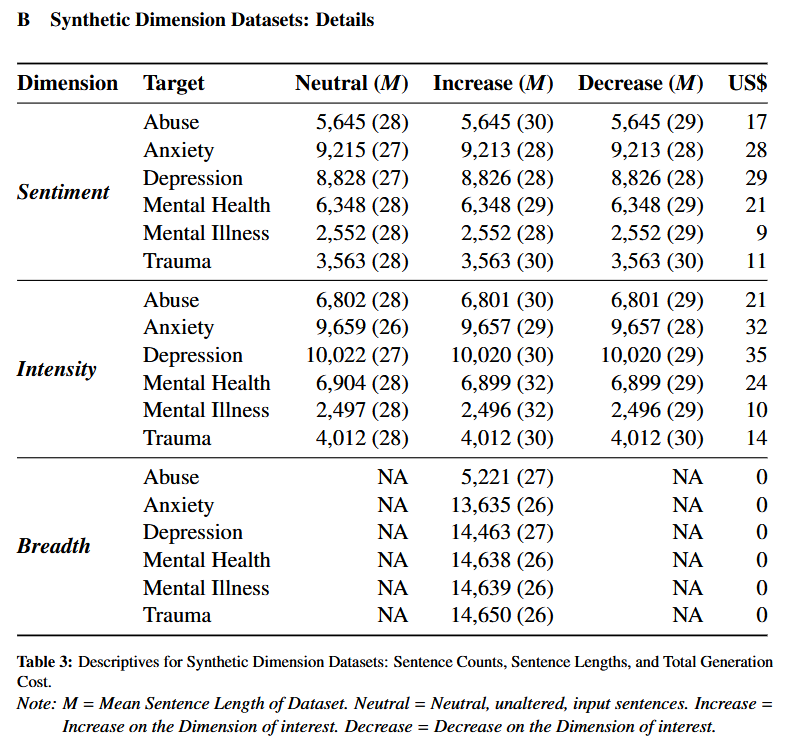 B Synthetic Dimension Datasets: Details
Dimension Target Neutral (M) Increase (M) Decrease (M) US$
Abuse 5,645 (28) 5,645 (30) 5,645 (29) 17
Anxiety 9,215 (27) 9,213 (28) 9,213 (28) 28
Depression 8,828 (27) 8,826 (28) 8,826 (28) 29
Sentiment
Mental Health 6,348 (28) 6,348 (29) 6,348 (29) 21
Mental Illness 2,552 (28) 2,552 (28) 2,552 (29) 9
Trauma 3,563 (28) 3,563 (30) 3,563 (30) 11
Abuse 6,802 (28) 6,801 (30) 6,801 (29) 21
Anxiety 9,659 (26) 9,657 (29) 9,657 (28) 32
Depression 10,022 (27) 10,020 (30) 10,020 (29) 35
Intensity
Mental Health 6,904 (28) 6,899 (32) 6,899 (29) 24
Mental Illness 2,497 (28) 2,496 (32) 2,496 (29) 10
Trauma 4,012 (28) 4,012 (30) 4,012 (30) 14
Abuse NA 5,221 (27) NA 0
Anxiety NA 13,635 (26) NA 0
Depression NA 14,463 (27) NA 0
Breadth
Mental Health NA 14,638 (26) NA 0
Mental Illness NA 14,639 (26) NA 0
Trauma NA 14,650 (26) NA 0
Table 3: Descriptives for Synthetic Dimension Datasets: Sentence Counts, Sentence Lengths, and Total Generation
Cost.
Note: M = Mean Sentence Length of Dataset. Neutral = Neutral, unaltered, input sentences. Increase =
Increase on the Dimension of interest. Decrease = Decrease on the Dimension of interest.